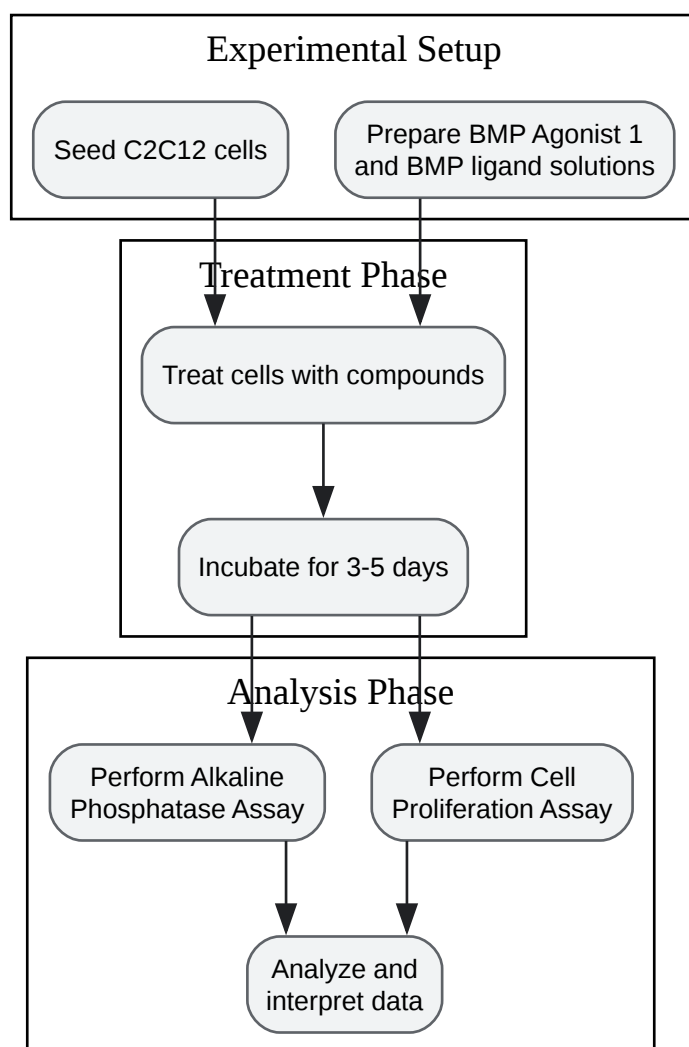 Experimental Setup
Seed C2C12 cells
Prepare BMP Agonist 1
and BMP ligand solutions
Treatment Phase
Treat cells with compounds
Incubate for 3-5 days
Analysis Phase
Perform Alkaline
Phosphatase Assay
Perform Cell
Proliferation Assay
Analyze and
interpret data